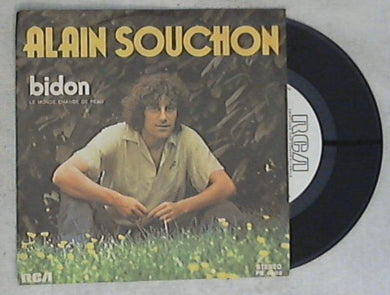 ALAIN SOUCHON
bidon
LE MONDE CHANGE DE PEAU
RCA
STEREO
RCA